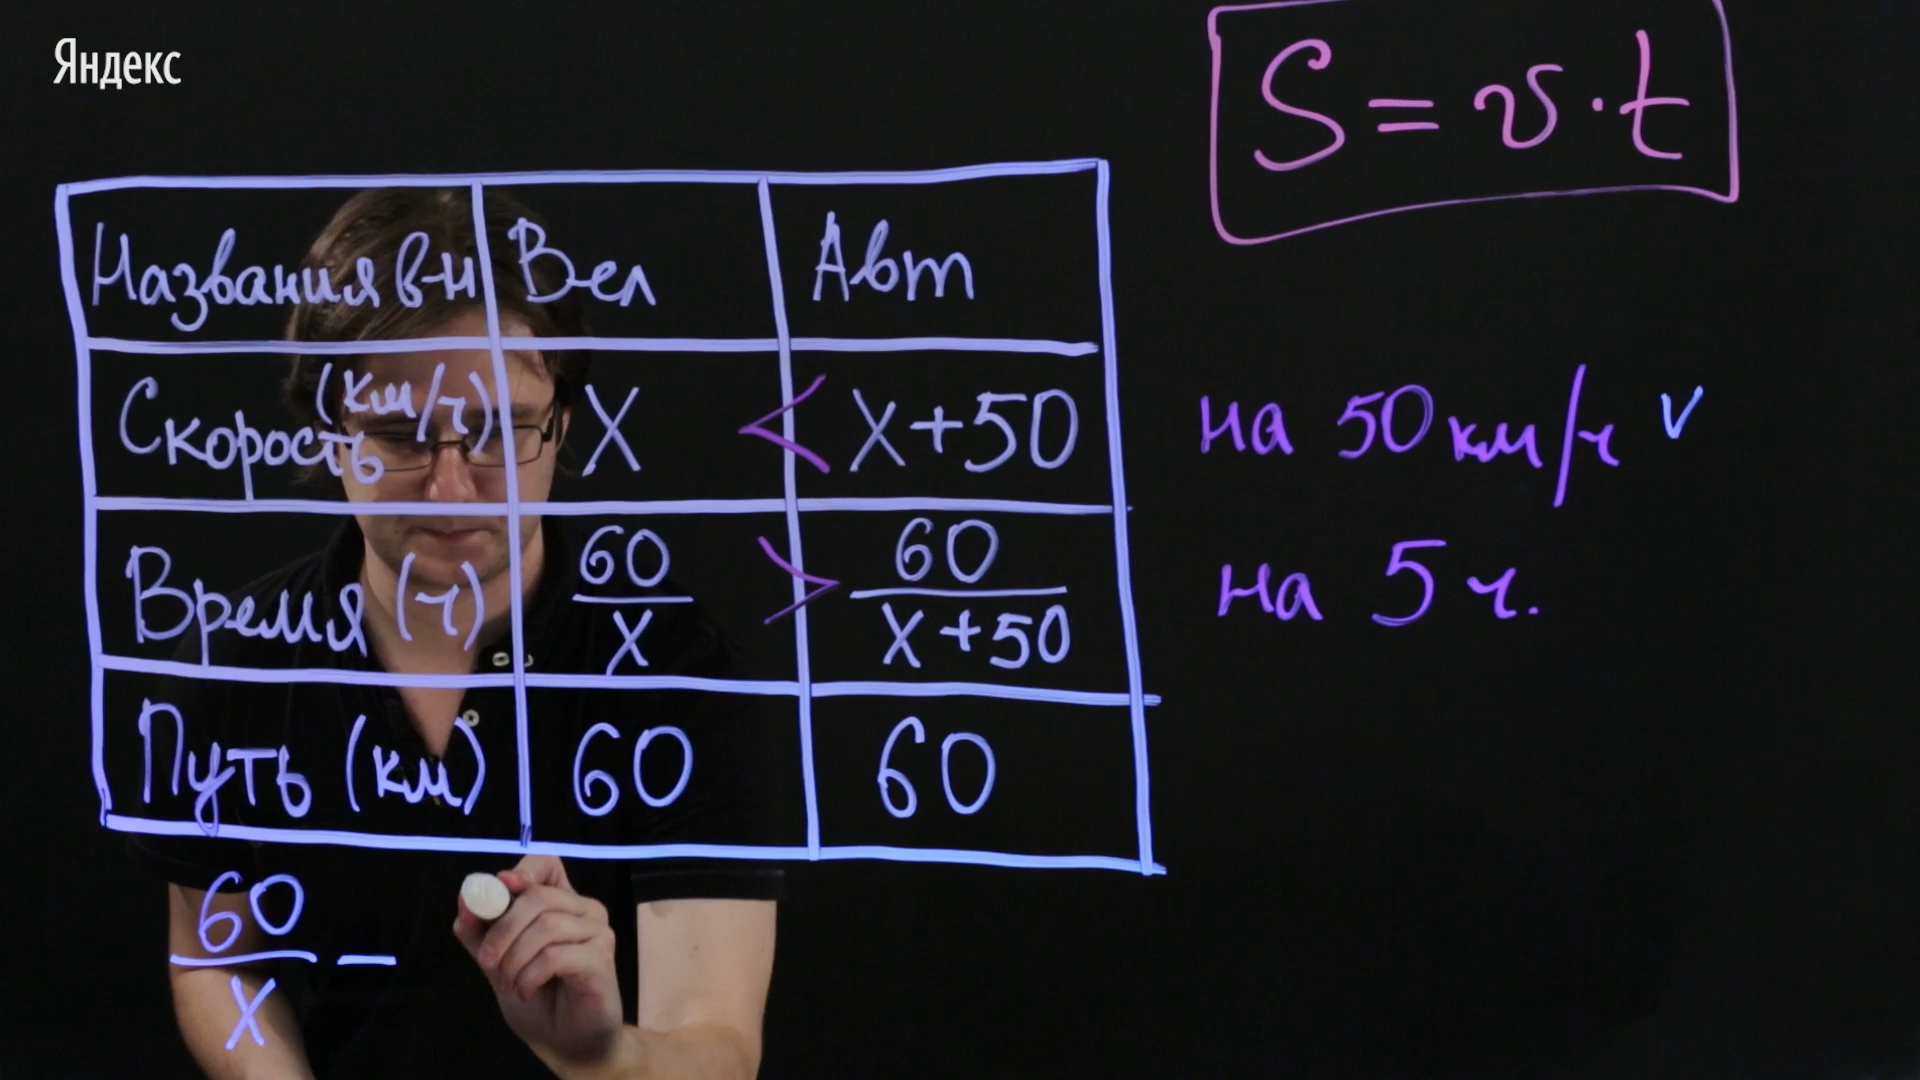 Яндекс
S = v · t
Названия в-н Вел Авт
Скорость (км/ч) x < x+50
на 50 км/ч v
Время (ч) 60/x > 60/(x+50)
на 5 ч.
Путь (км) 60 60
60/x −